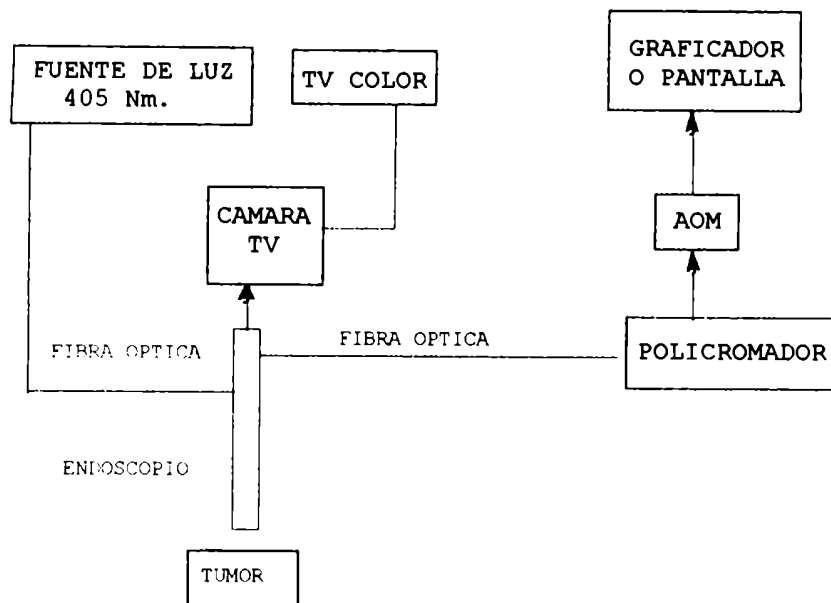 FUENTE DE LUZ
405 Nm.
TV COLOR
GRAFICADOR
O PANTALLA
CAMARA
TV
AOM
FIBRA OPTICA
FIBRA OPTICA
POLICROMADOR
ENDOSCOPIO
TUMOR